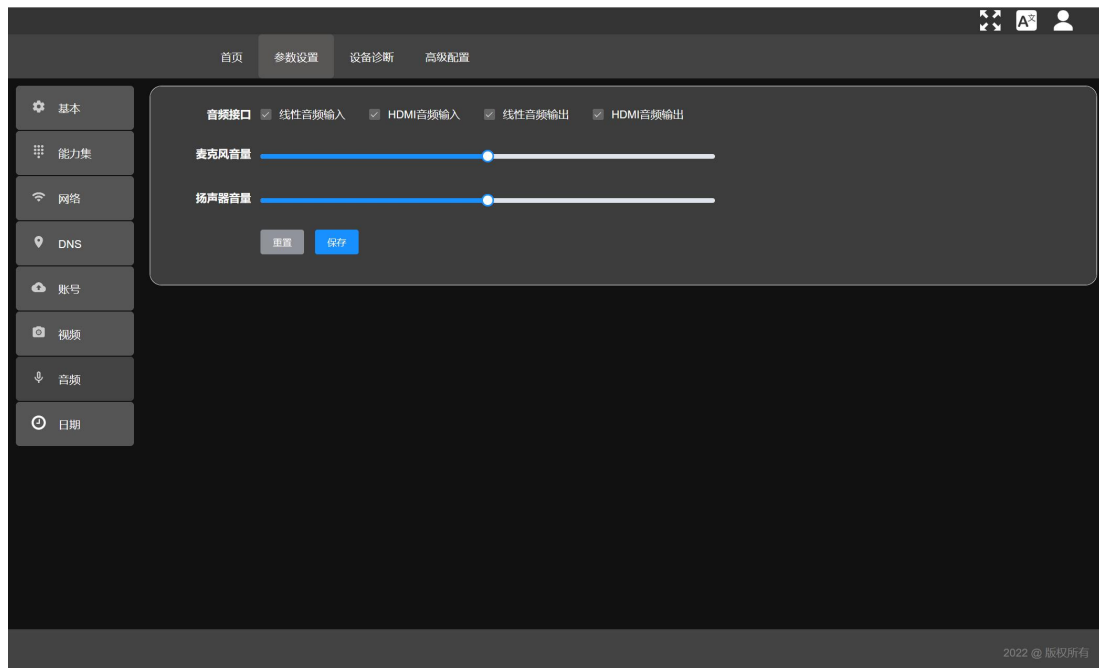 A文
首页 参数设置 设备诊断 高级配置
基本
能力集
网络
DNS
账号
视频
音频
日期
音频接口 线性音频输入 HDMI音频输入 线性音频输出 HDMI音频输出
麦克风音量
扬声器音量
重置 保存
2022 @ 版权所有